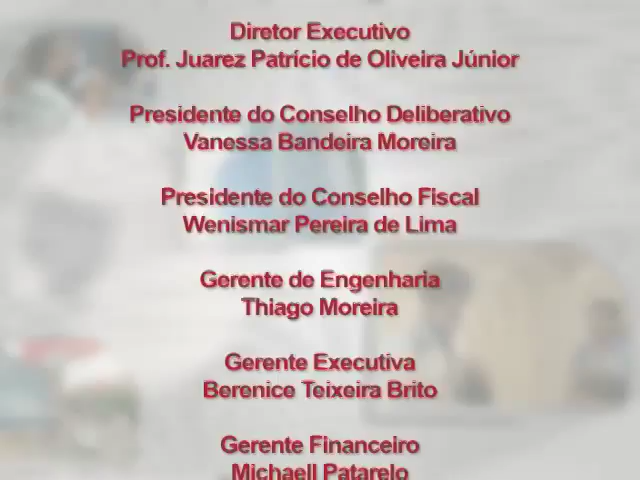 Diretor Executivo
Prof. Juarez Patrício de Oliveira Júnior
Presidente do Conselho Deliberativo
Vanessa Bandeira Moreira
Presidente do Conselho Fiscal
Wenismar Pereira de Lima
Gerente de Engenharia
Thiago Moreira
Gerente Executiva
Berenice Teixeira Brito
Gerente Financeiro
Michaell Patarelo